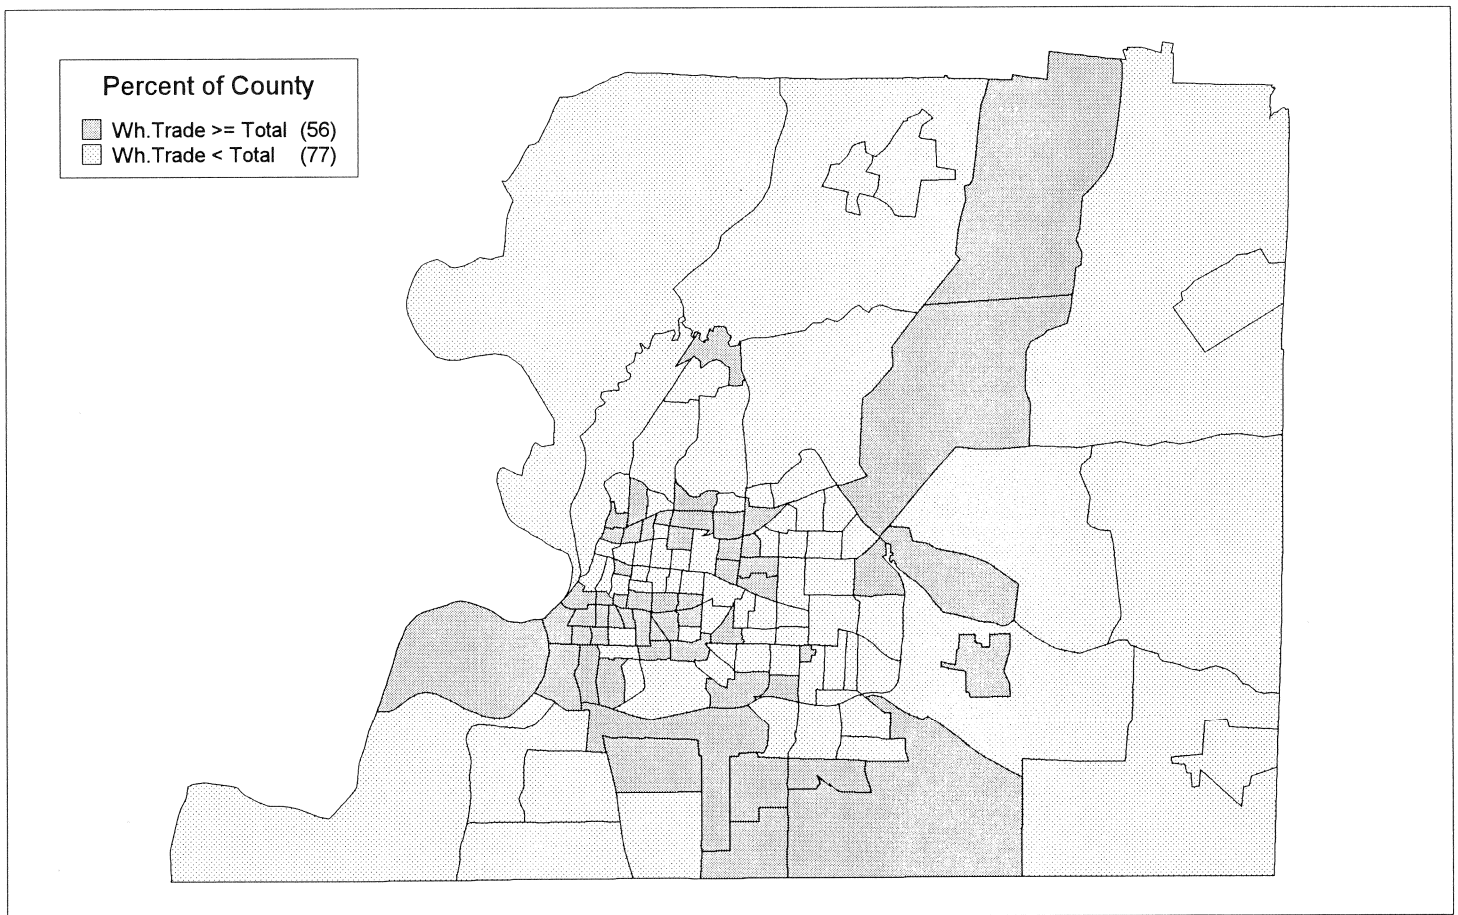 Percent of County
Wh.Trade >= Total (56)
Wh.Trade < Total (77)